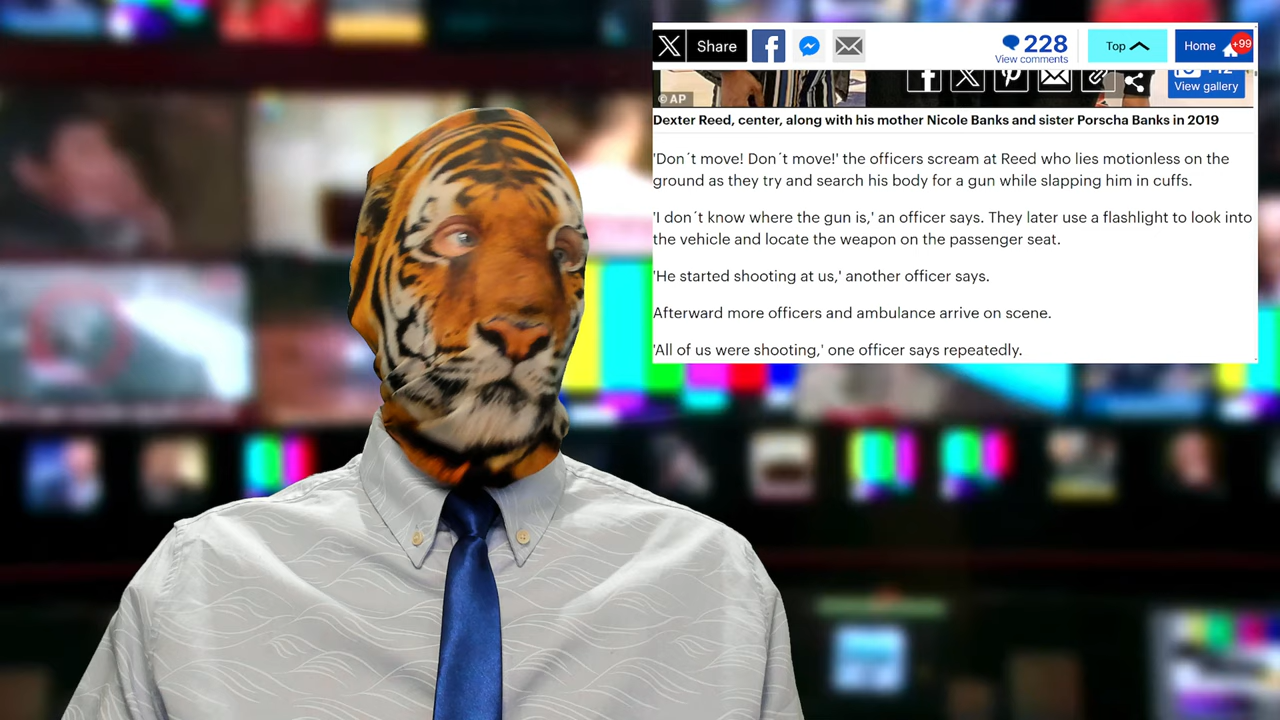 Share
228
View comments
Top
Home
+99
© AP
View gallery
Dexter Reed, center, along with his mother Nicole Banks and sister Porscha Banks in 2019
'Don´t move! Don´t move!' the officers scream at Reed who lies motionless on the
ground as they try and search his body for a gun while slapping him in cuffs.
'I don´t know where the gun is,' an officer says. They later use a flashlight to look into
the vehicle and locate the weapon on the passenger seat.
'He started shooting at us,' another officer says.
Afterward more officers and ambulance arrive on scene.
'All of us were shooting,' one officer says repeatedly.